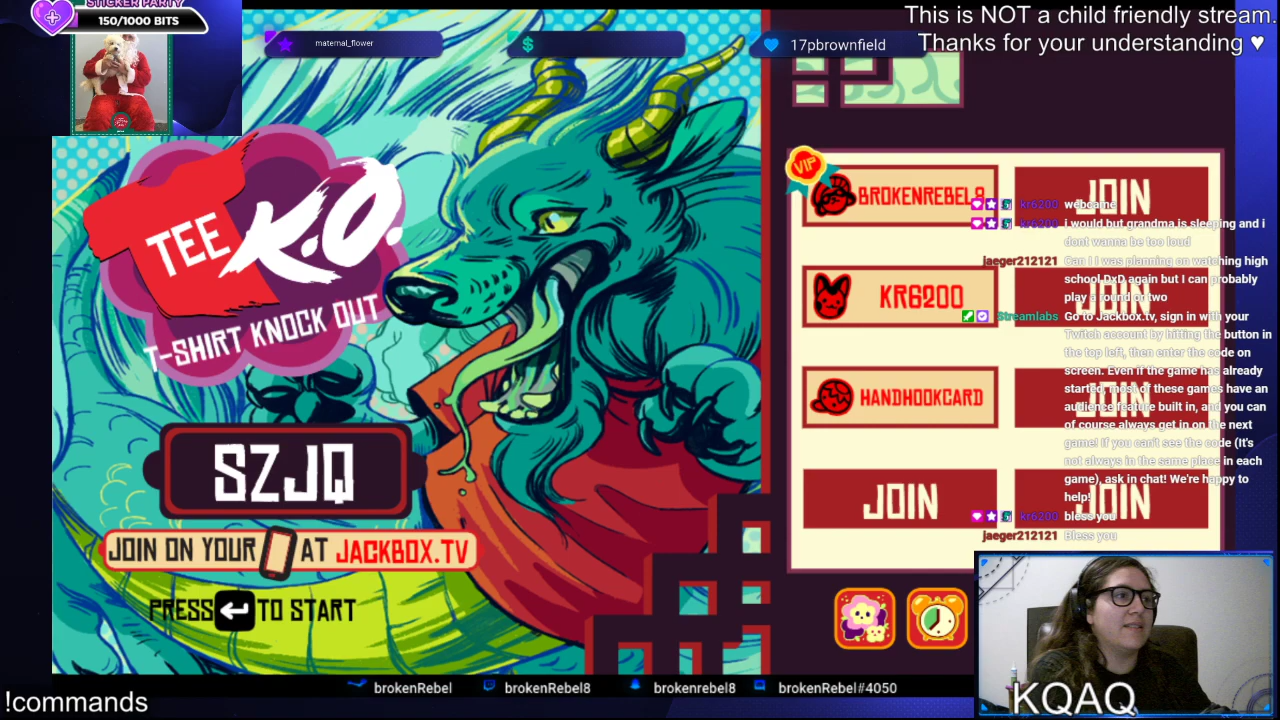 STICKER PARTY
150/1000 BITS
maternal_flower
$
17pbrownfield
This is NOT a child friendly stream.
Thanks for your understanding ♥
TEE
K.O.
T-SHIRT KNOCK OUT
SZJQ
JOIN ON YOUR AT JACKBOX.TV
PRESS TO START
VIP
BROKENREBEL8
JOIN
KR6200
JOIN
HANDHOOKCARD
JOIN
JOIN
JOIN
kr6200 webcame
kr6200 i would but grandma is sleeping and i
dont wanna be too loud
jaeger212121 Can I I was planning on watching high
school DxD again but I can probably
play a round or two
Streamlabs Go to Jackbox.tv, sign in with your
Twitch account by hitting the button in
the top left, then enter the code on
screen. Even if the game has already
started, most of these games have an
audience feature built in, and you can
of course always get in on the next
game! If you can't see the code (It's
not always in the same place in each
game), ask in chat! We're happy to
help!
kr6200 bless you
jaeger212121 Bless you
KQAQ
!commands
brokenRebel
brokenRebel8
brokenrebel8
brokenRebel#4050